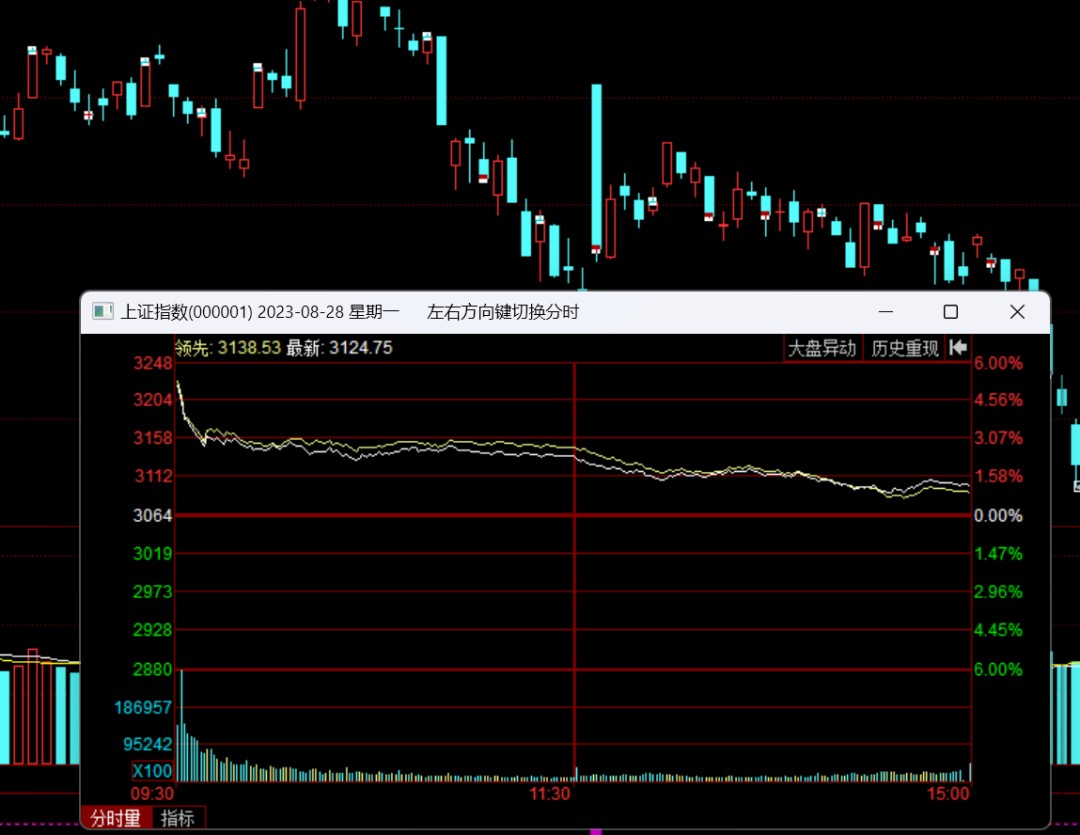 上证指数(000001) 2023-08-28 星期一 左右方向键切换分时
领先: 3138.53 最新: 3124.75 大盘异动 历史重现
3248 6.00%
3204 4.56%
3158 3.07%
3112 1.58%
3064 0.00%
3019 1.47%
2973 2.96%
2928 4.45%
2880 6.00%
186957
95242
X100
09:30 11:30 15:00
分时量 指标